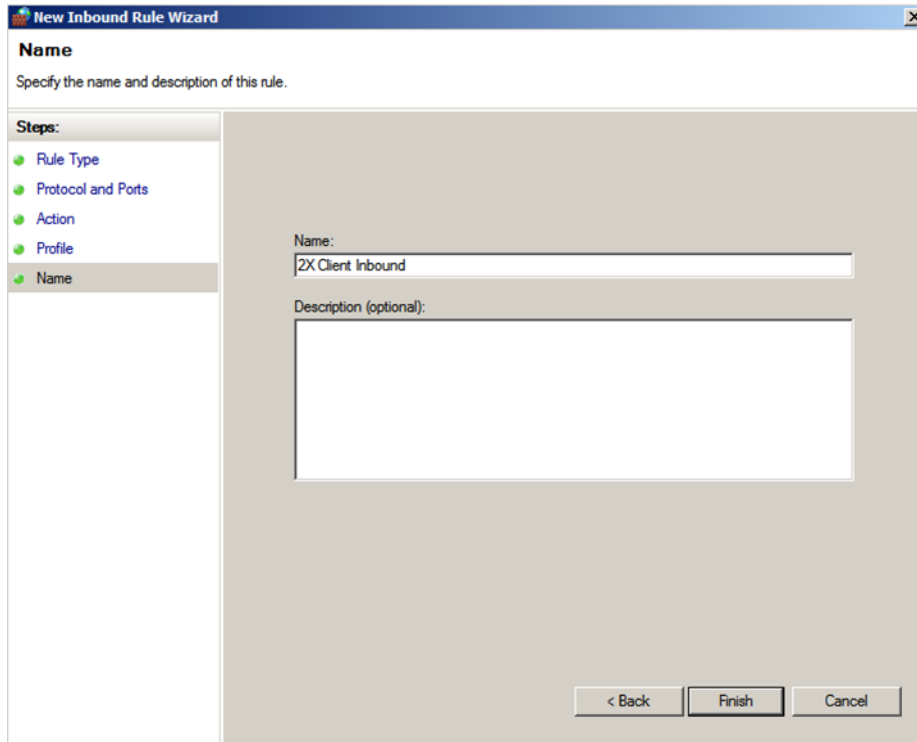 New Inbound Rule Wizard
Name
Specify the name and description of this rule.
Steps:
Rule Type
Protocol and Ports
Action
Profile
Name
Name:
2X Client Inbound
Description (optional):
< Back Finish Cancel